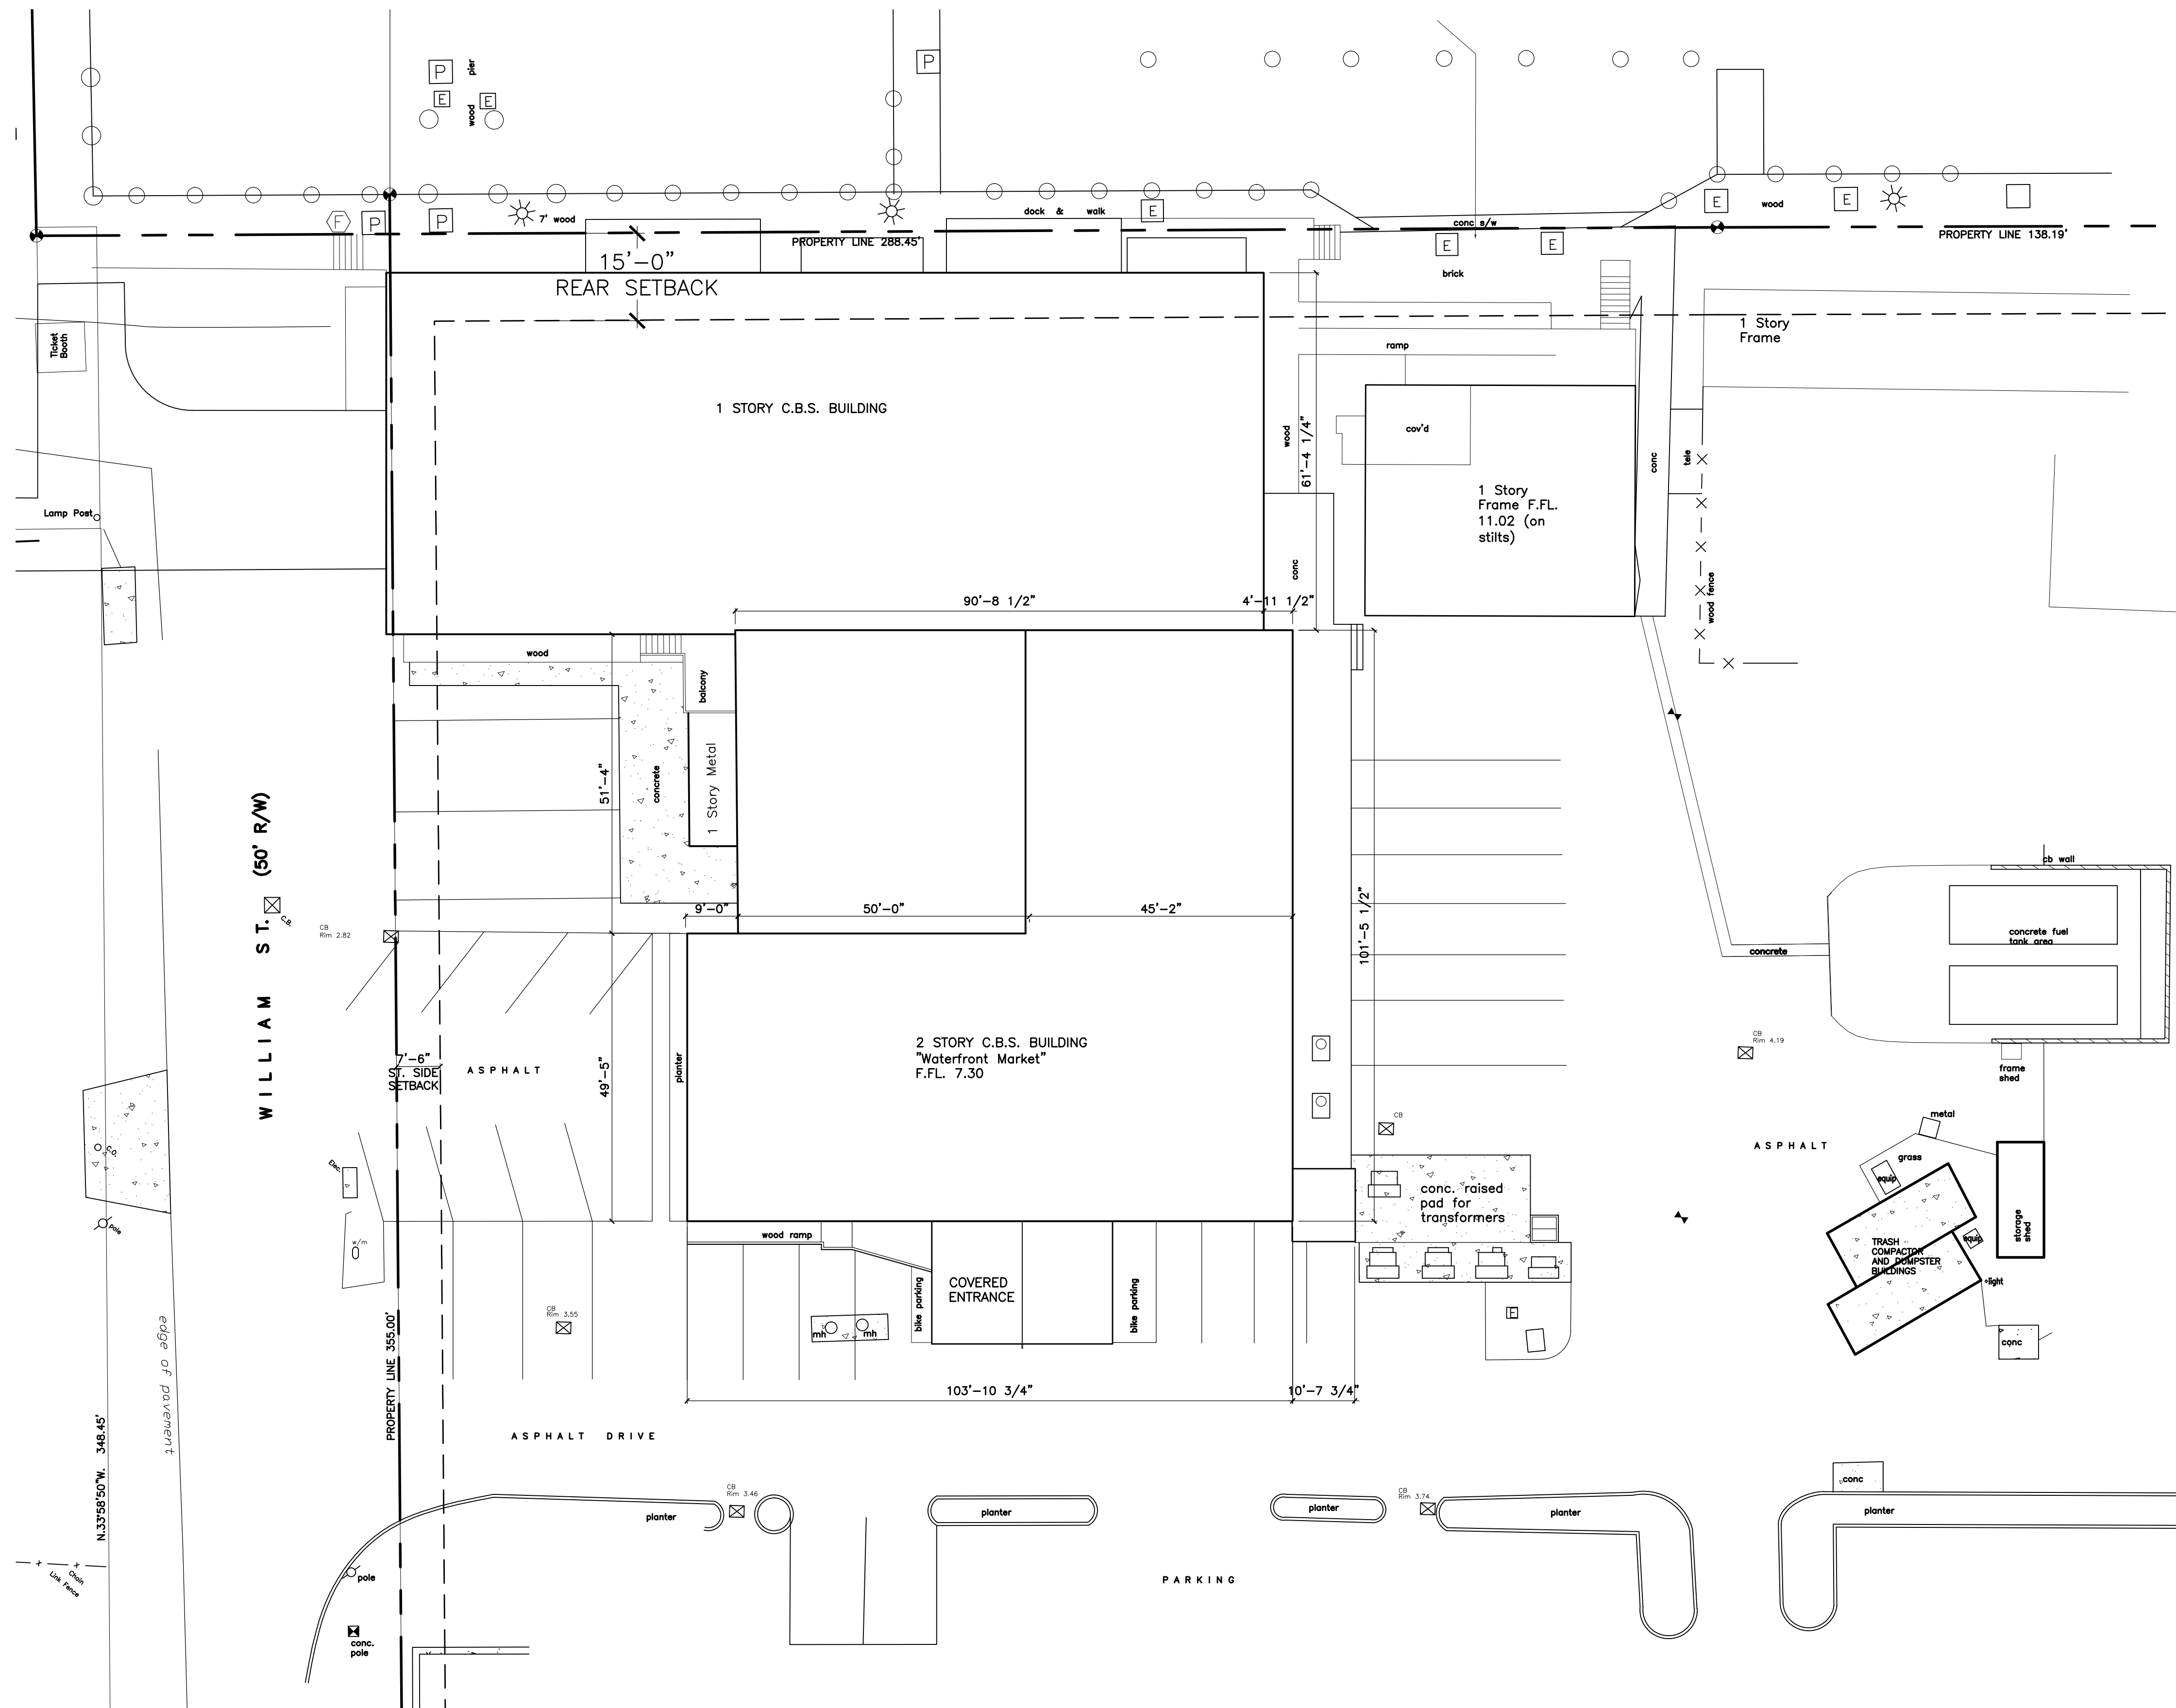 P
pier
P
E
E
wood
F
P
P
7' wood
dock & walk
E
conc s/w
E
wood
E
PROPERTY LINE 288.45'
E
E
PROPERTY LINE 138.19'
15'-0"
REAR SETBACK
brick
Ticket
Booth
1 Story
Frame
ramp
1 STORY C.B.S. BUILDING
wood
61'-4 1/4"
cov'd
conc
tele
Lamp Post
1 Story
Frame F.FL.
11.02 (on
stilts)
conc
wood fence
90'-8 1/2"
4'-11 1/2"
wood
balcony
51'-4"
concrete
1 Story Metal
WILLIAM ST. (50' R/W)
C.B.
CB
Rim 2.82
9'-0"
50'-0"
45'-2"
101'-5 1/2"
cb wall
concrete fuel
tank area
concrete
7'-6"
ST. SIDE
SETBACK
ASPHALT
49'-5"
planter
2 STORY C.B.S. BUILDING
"Waterfront Market"
F.FL. 7.30
CB
Rim 4.19
frame
shed
CB
metal
ASPHALT
grass
equip
C.O.
Elec.
conc. raised
pad for
transformers
pole
w/m
wood ramp
equip
storage
shed
TRASH
COMPACTOR
AND DUMPSTER
BUILDINGS
light
COVERED
ENTRANCE
bike parking
bike parking
CB
Rim 3.55
mh
mh
E
conc
PROPERTY LINE 355.00'
edge of pavement
103'-10 3/4"
10'-7 3/4"
N.33°58'50"W. 348.45'
ASPHALT DRIVE
conc
CB
Rim 3.46
CB
Rim 3.74
planter
planter
planter
planter
planter
Chain
Link Fence
pole
PARKING
conc.
pole